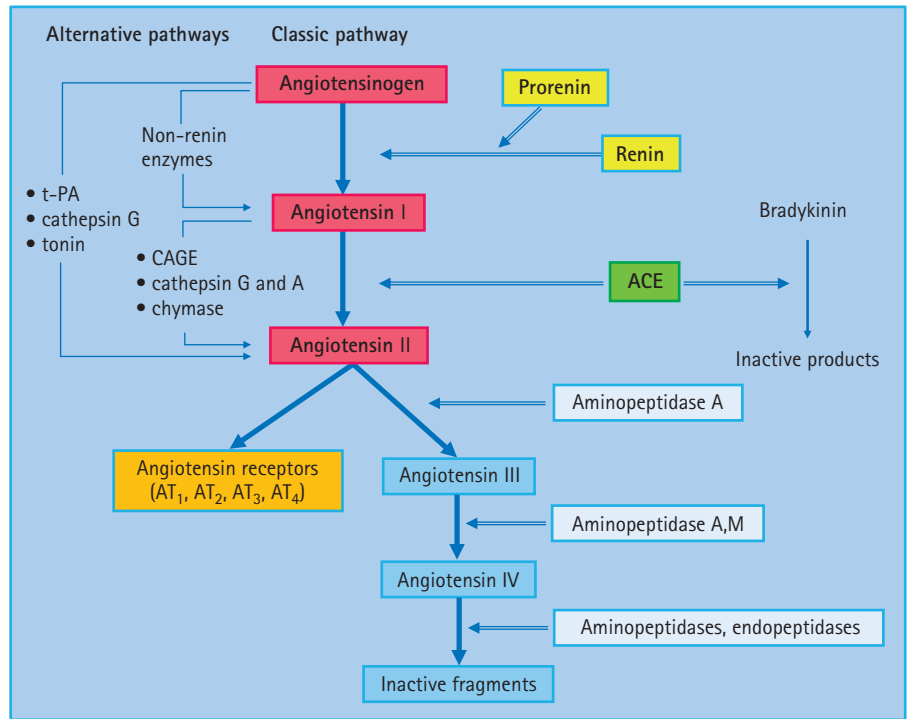 Alternative pathways
Classic pathway
Angiotensinogen
Prorenin
Non-renin
enzymes
Renin
• t-PA
• cathepsin G
• tonin
Angiotensin I
Bradykinin
• CAGE
• cathepsin G and A
• chymase
ACE
Angiotensin II
Inactive products
Aminopeptidase A
Angiotensin receptors
(AT₁, AT₂, AT₃, AT₄)
Angiotensin III
Aminopeptidase A,M
Angiotensin IV
Aminopeptidases, endopeptidases
Inactive fragments